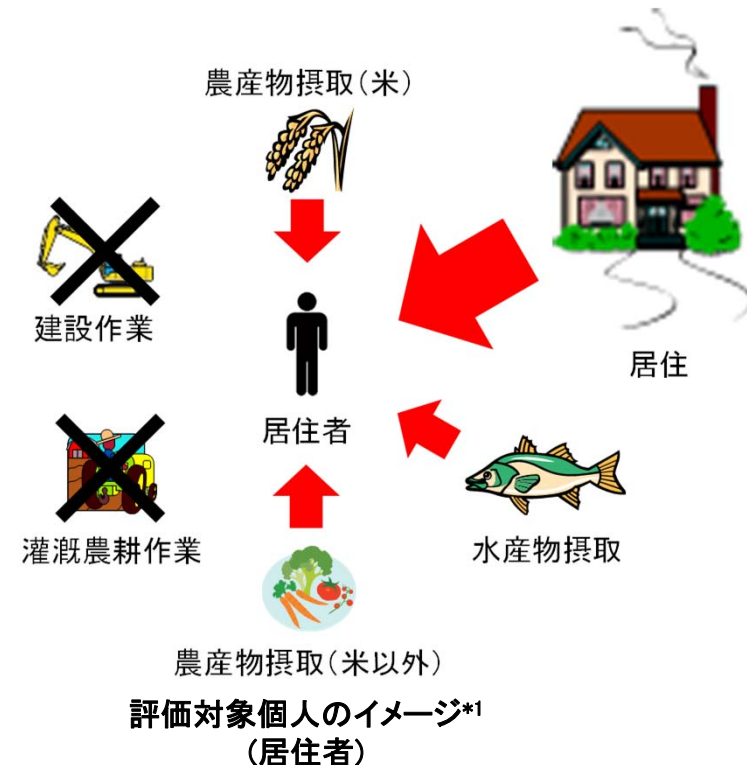 農産物摂取(米)
建設作業
居住
居住者
灌漑農耕作業
水産物摂取
農産物摂取(米以外)
評価対象個人のイメージ*1
(居住者)